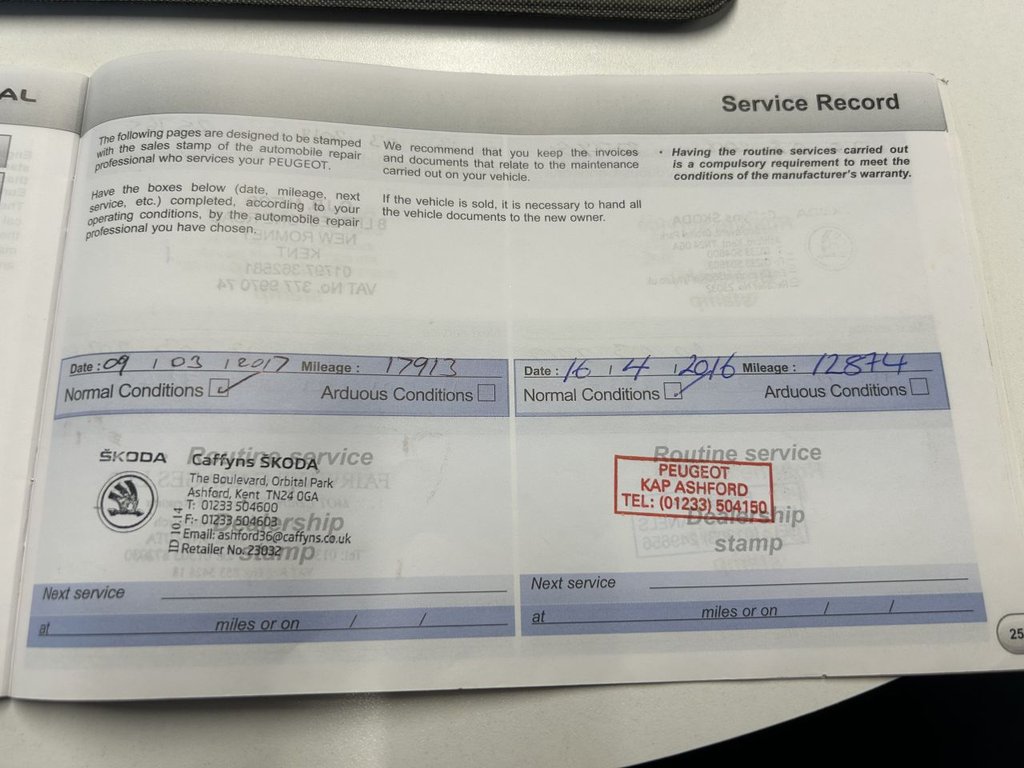 AL
Service Record
The following pages are designed to be stamped
with the sales stamp of the automobile repair
professional who services your PEUGEOT.
Have the boxes below (date, mileage, next
service, etc.) completed, according to your
operating conditions, by the automobile repair
professional you have chosen.
We recommend that you keep the invoices
and documents that relate to the maintenance
carried out on your vehicle.
If the vehicle is sold, it is necessary to hand all
the vehicle documents to the new owner.
• Having the routine services carried out
is a compulsory requirement to meet the
conditions of the manufacturer's warranty.
Date : 09 / 03 / 2017 Mileage : 17913
Normal Conditions Arduous Conditions
Routine service
Dealership
stamp
ŠKODA
Caffyns ŠKODA
The Boulevard, Orbital Park
Ashford, Kent TN24 0GA
T: 01233 504600
F:- 01233 504603
Email: ashford36@caffyns.co.uk
Retailer No. 23032
ID 10.14
Next service
at miles or on / /
Date : 16 / 4 / 2016 Mileage : 12874
Normal Conditions Arduous Conditions
Routine service
Dealership
stamp
PEUGEOT
KAP ASHFORD
TEL: (01233) 504150
Next service
at miles or on / /
25